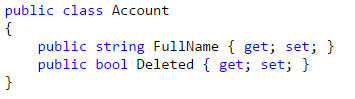 public class Account
{
    public string FullName { get; set; }
    public bool Deleted { get; set; }
}